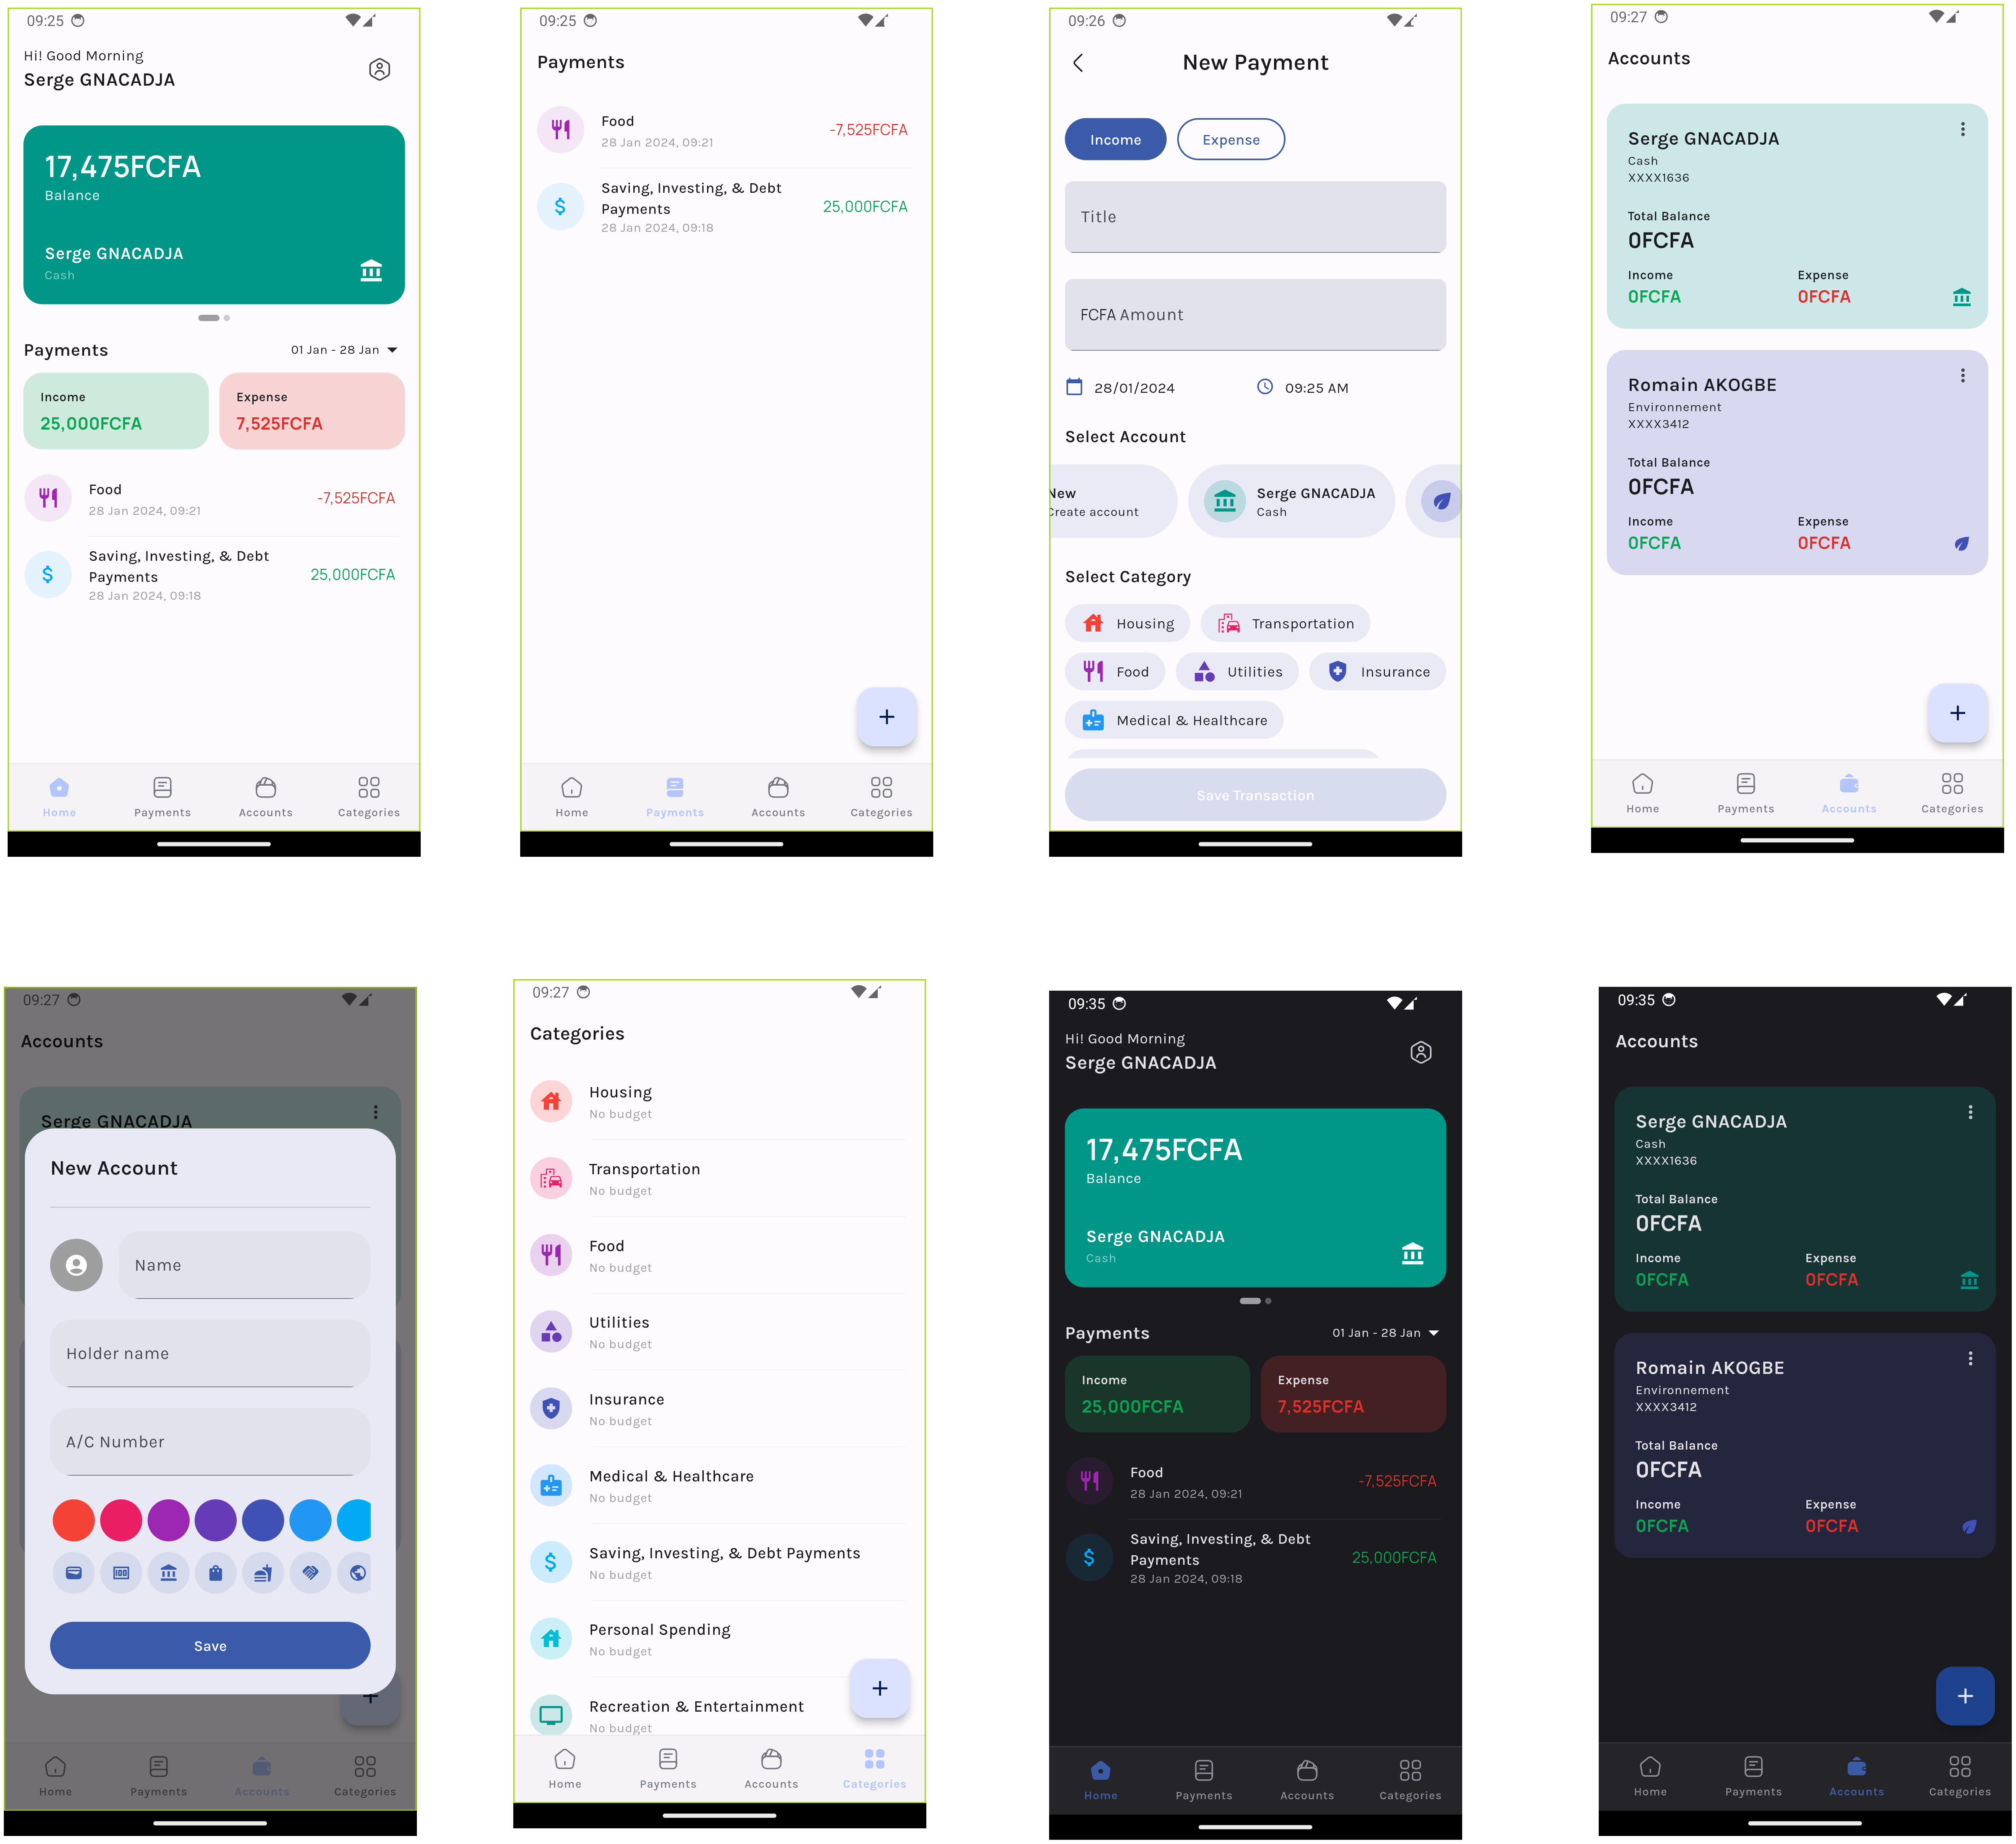 09:25
Hi! Good Morning
Serge GNACADJA
17,475FCFA
Balance
Serge GNACADJA
Cash
Payments
01 Jan - 28 Jan
Income
25,000FCFA
Expense
7,525FCFA
Food
28 Jan 2024, 09:21
-7,525FCFA
Saving, Investing, & Debt
Payments
28 Jan 2024, 09:18
25,000FCFA
Home
Payments
Accounts
Categories
09:25
Payments
Food
28 Jan 2024, 09:21
-7,525FCFA
Saving, Investing, & Debt
Payments
28 Jan 2024, 09:18
25,000FCFA
+
Home
Payments
Accounts
Categories
09:26
New Payment
Income
Expense
Title
FCFA Amount
28/01/2024
09:25 AM
Select Account
New
Create account
Serge GNACADJA
Cash
Select Category
Housing
Transportation
Food
Utilities
Insurance
Medical & Healthcare
Save Transaction
09:27
Accounts
Serge GNACADJA
Cash
XXXX1636
Total Balance
0FCFA
Income
0FCFA
Expense
0FCFA
Romain AKOGBE
Environnement
XXXX3412
Total Balance
0FCFA
Income
0FCFA
Expense
0FCFA
+
Home
Payments
Accounts
Categories
09:27
Accounts
Serge GNACADJA
New Account
Name
Holder name
A/C Number
100
Save
+
Home
Payments
Accounts
Categories
09:27
Categories
Housing
No budget
Transportation
No budget
Food
No budget
Utilities
No budget
Insurance
No budget
Medical & Healthcare
No budget
Saving, Investing, & Debt Payments
No budget
Personal Spending
No budget
Recreation & Entertainment
No budget
+
Home
Payments
Accounts
Categories
09:35
Hi! Good Morning
Serge GNACADJA
17,475FCFA
Balance
Serge GNACADJA
Cash
Payments
01 Jan - 28 Jan
Income
25,000FCFA
Expense
7,525FCFA
Food
28 Jan 2024, 09:21
-7,525FCFA
Saving, Investing, & Debt
Payments
28 Jan 2024, 09:18
25,000FCFA
Home
Payments
Accounts
Categories
09:35
Accounts
Serge GNACADJA
Cash
XXXX1636
Total Balance
0FCFA
Income
0FCFA
Expense
0FCFA
Romain AKOGBE
Environnement
XXXX3412
Total Balance
0FCFA
Income
0FCFA
Expense
0FCFA
+
Home
Payments
Accounts
Categories